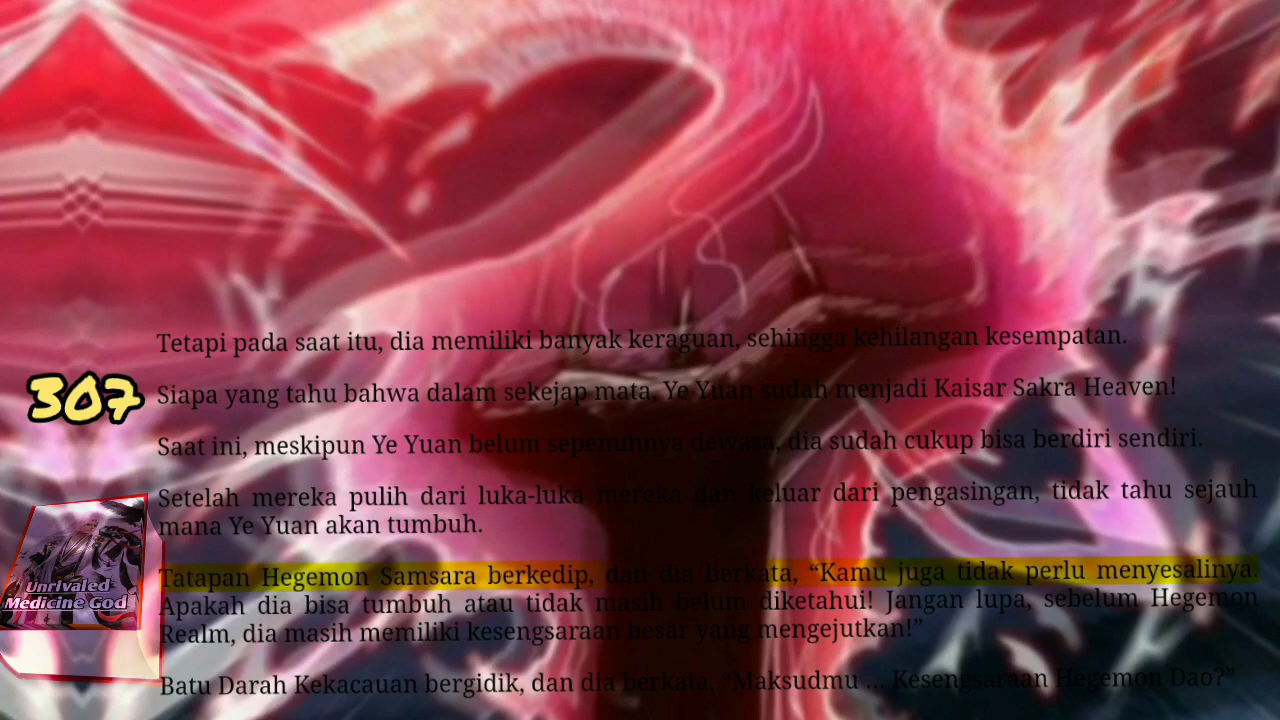 Tetapi pada saat itu, dia memiliki banyak keraguan, sehingga kehilangan kesempatan.
307
Siapa yang tahu bahwa dalam sekejap mata, Ye Yuan sudah menjadi Kaisar Sakra Heaven!
Saat ini, meskipun Ye Yuan belum sepenuhnya dewasa, dia sudah cukup bisa berdiri sendiri.
Setelah mereka pulih dari luka-luka mereka dan keluar dari pengasingan, tidak tahu sejauh
mana Ye Yuan akan tumbuh.
Unrivaled
Medicine God
Tatapan Hegemon Samsara berkedip, dan dia berkata, “Kamu juga tidak perlu menyesalinya.
Apakah dia bisa tumbuh atau tidak masih belum diketahui! Jangan lupa, sebelum Hegemon
Realm, dia masih memiliki kesengsaraan besar yang mengejutkan!”
Batu Darah Kekacauan bergidik, dan dia berkata, “Maksudmu ... Kesengsaraan Hegemon Dao?”